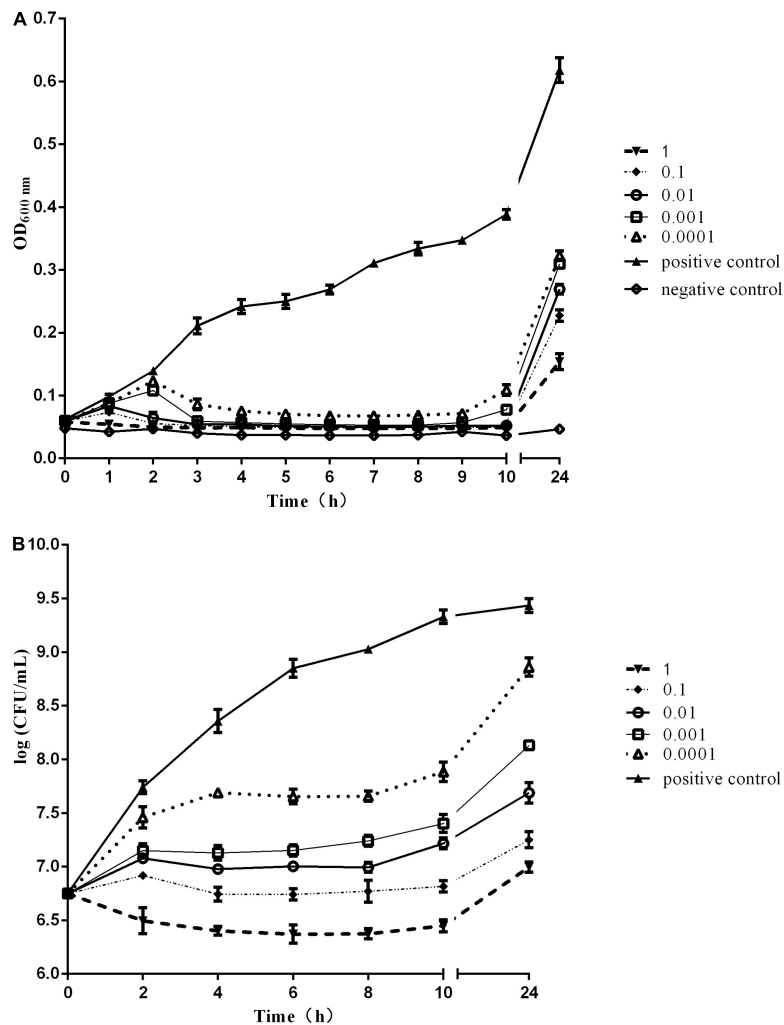 A
0.7
0.6
0.5
0.4
0.3
0.2
0.1
0.0
OD600 nm
0 1 2 3 4 5 6 7 8 9 10 24
Time（h）
1
0.1
0.01
0.001
0.0001
positive control
negative control
B
10.0
9.5
9.0
8.5
8.0
7.5
7.0
6.5
6.0
log (CFU/mL)
0 2 4 6 8 10 24
Time（h）
1
0.1
0.01
0.001
0.0001
positive control